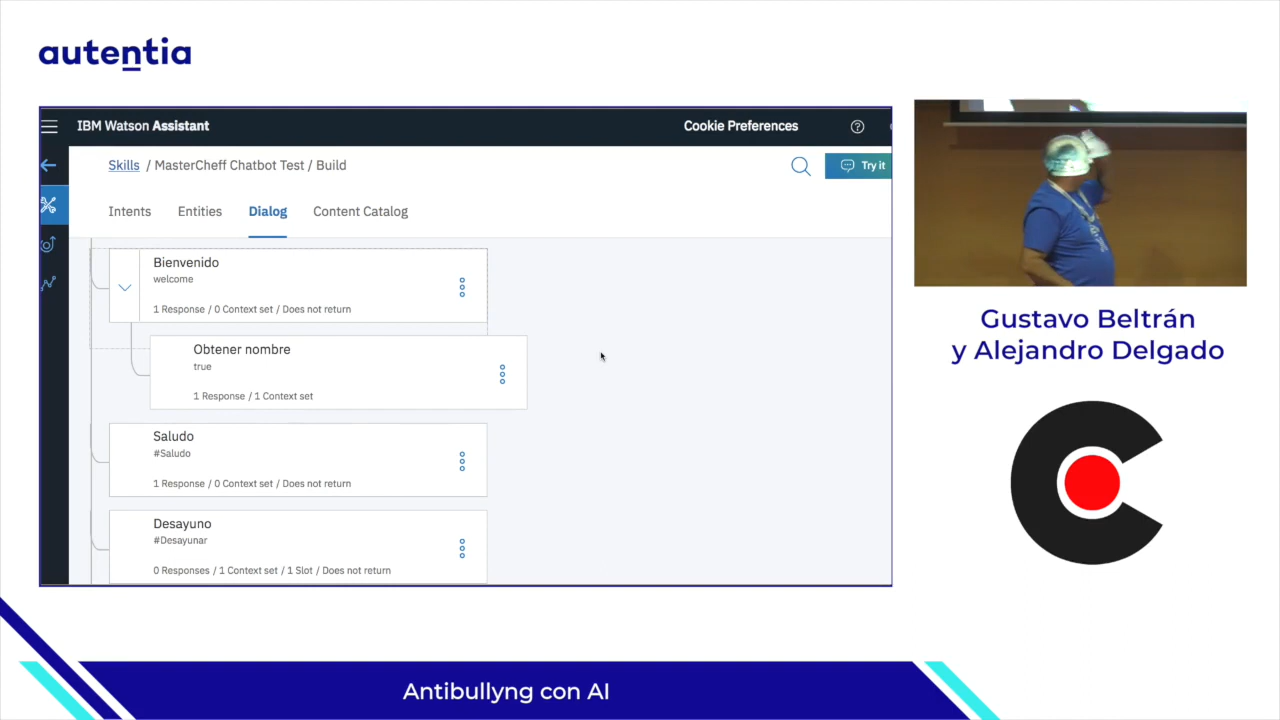 autentia
IBM Watson Assistant
Cookie Preferences
Skills / MasterCheff Chatbot Test / Build
Try it
Intents
Entities
Dialog
Content Catalog
Bienvenido
welcome
1 Response / 0 Context set / Does not return
Obtener nombre
true
1 Response / 1 Context set
Saludo
#Saludo
1 Response / 0 Context set / Does not return
Desayuno
#Desayunar
0 Responses / 1 Context set / 1 Slot / Does not return
Gustavo Beltrán
y Alejandro Delgado
Antibullyng con AI